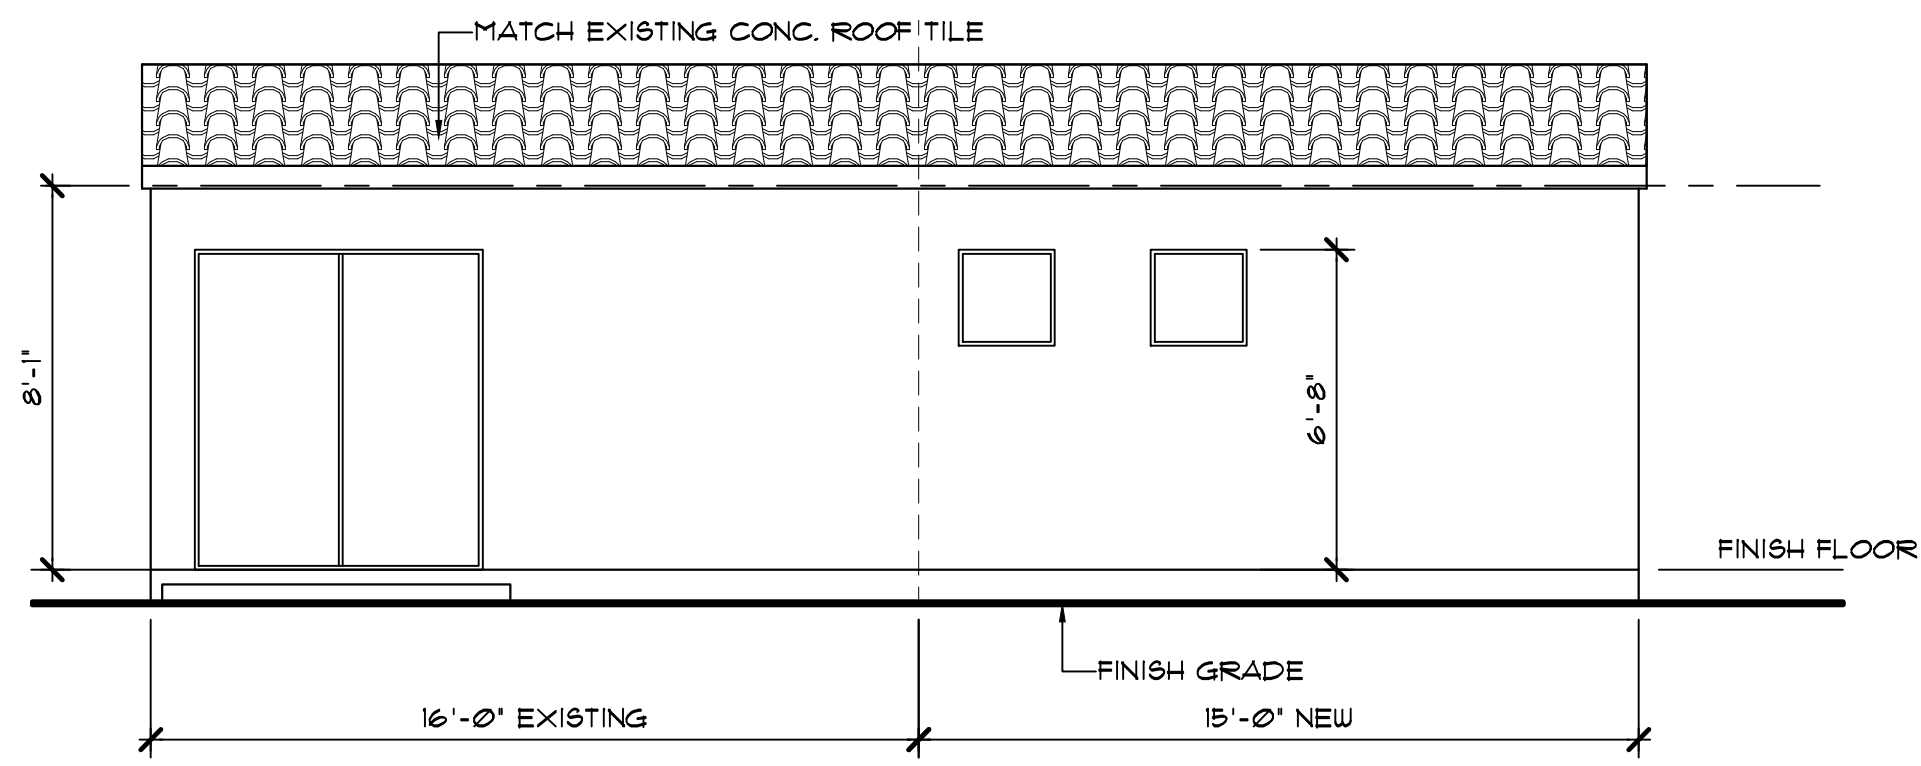 MATCH EXISTING CONC. ROOF TILE
8'-1"
6'-8"
FINISH FLOOR
FINISH GRADE
16'-0" EXISTING
15'-0" NEW